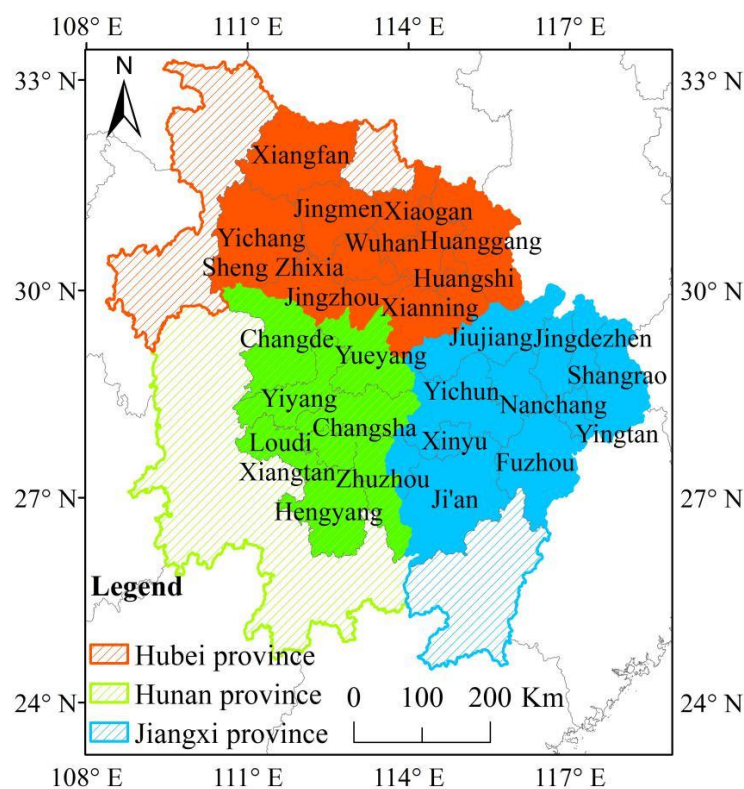 108° E 111° E 114° E 117° E
33° N 33° N
N
Xiangfan
Jingmen Xiaogan
Yichang Wuhan Huanggang
Sheng Zhixia Huangshi
30° N Jingzhou Xianning 30° N
Changde Yueyang Jiujiang Jingdezhen
Shangrao
Yiyang Yichun Nanchang
Loudi Changsha Xinyu Yingtan
Xiangtan Zhuzhou Fuzhou
27° N Hengyang Ji'an 27° N
Legend
Hubei province
Hunan province
Jiangxi province
0 100 200 Km
24° N 24° N
108° E 111° E 114° E 117° E